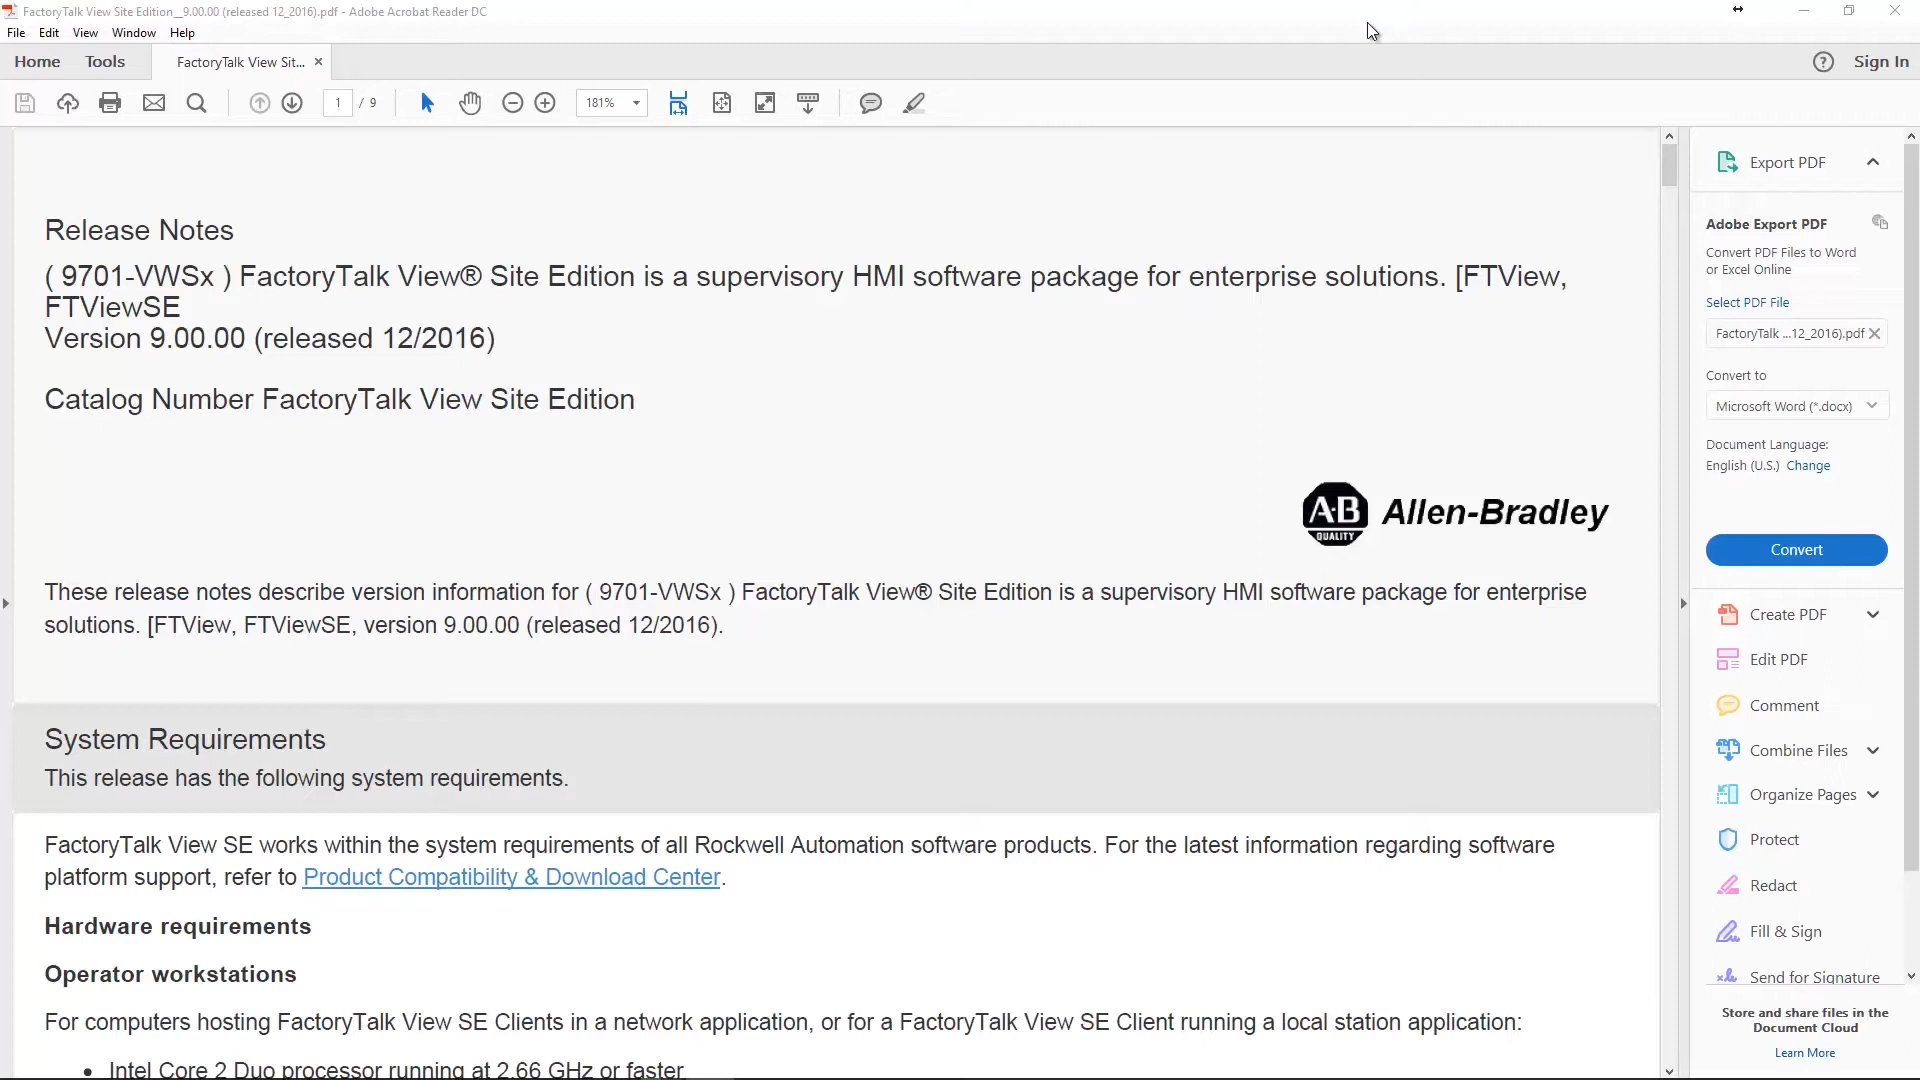 FactoryTalk View Site Edition__9.00.00 (released 12_2016).pdf - Adobe Acrobat Reader DC
File Edit View Window Help
Home Tools FactoryTalk View Sit... × Sign In
1 / 9 181%
Release Notes
( 9701-VWSx ) FactoryTalk View® Site Edition is a supervisory HMI software package for enterprise solutions. [FTView,
FTViewSE
Version 9.00.00 (released 12/2016)
Catalog Number FactoryTalk View Site Edition
A·B QUALITY Allen-Bradley
These release notes describe version information for ( 9701-VWSx ) FactoryTalk View® Site Edition is a supervisory HMI software package for enterprise
solutions. [FTView, FTViewSE, version 9.00.00 (released 12/2016).
System Requirements
This release has the following system requirements.
FactoryTalk View SE works within the system requirements of all Rockwell Automation software products. For the latest information regarding software
platform support, refer to Product Compatibility & Download Center.
Hardware requirements
Operator workstations
For computers hosting FactoryTalk View SE Clients in a network application, or for a FactoryTalk View SE Client running a local station application:
• Intel Core 2 Duo processor running at 2.66 GHz or faster
Export PDF
Adobe Export PDF
Convert PDF Files to Word
or Excel Online
Select PDF File
FactoryTalk ...12_2016).pdf
Convert to
Microsoft Word (*.docx)
Document Language:
English (U.S.) Change
Convert
Create PDF
Edit PDF
Comment
Combine Files
Organize Pages
Protect
Redact
Fill & Sign
Send for Signature
Store and share files in the
Document Cloud
Learn More